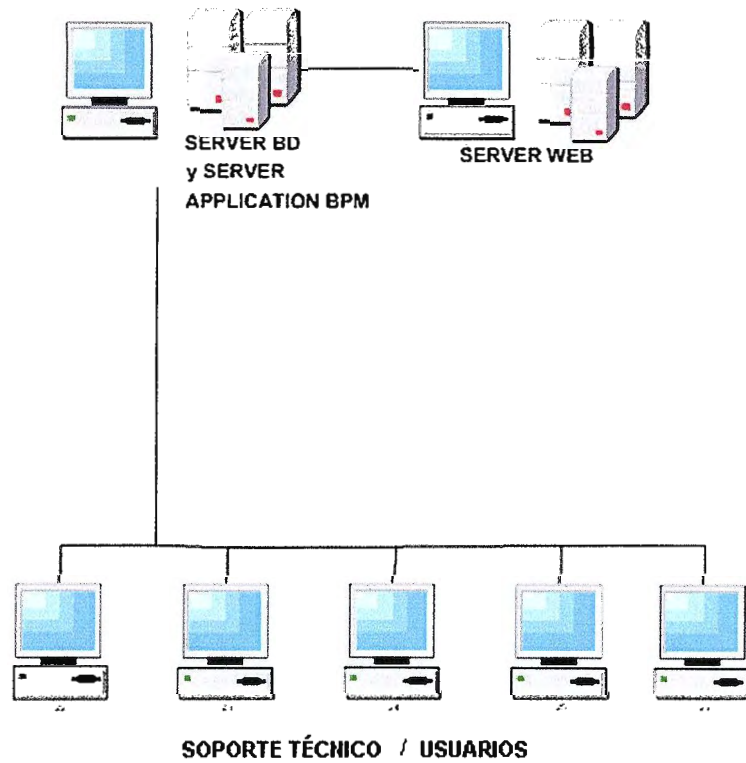 SERVER BD
y SERVER
APPLICATION BPM
SERVER WEB
SOPORTE TÉCNICO / USUARIOS